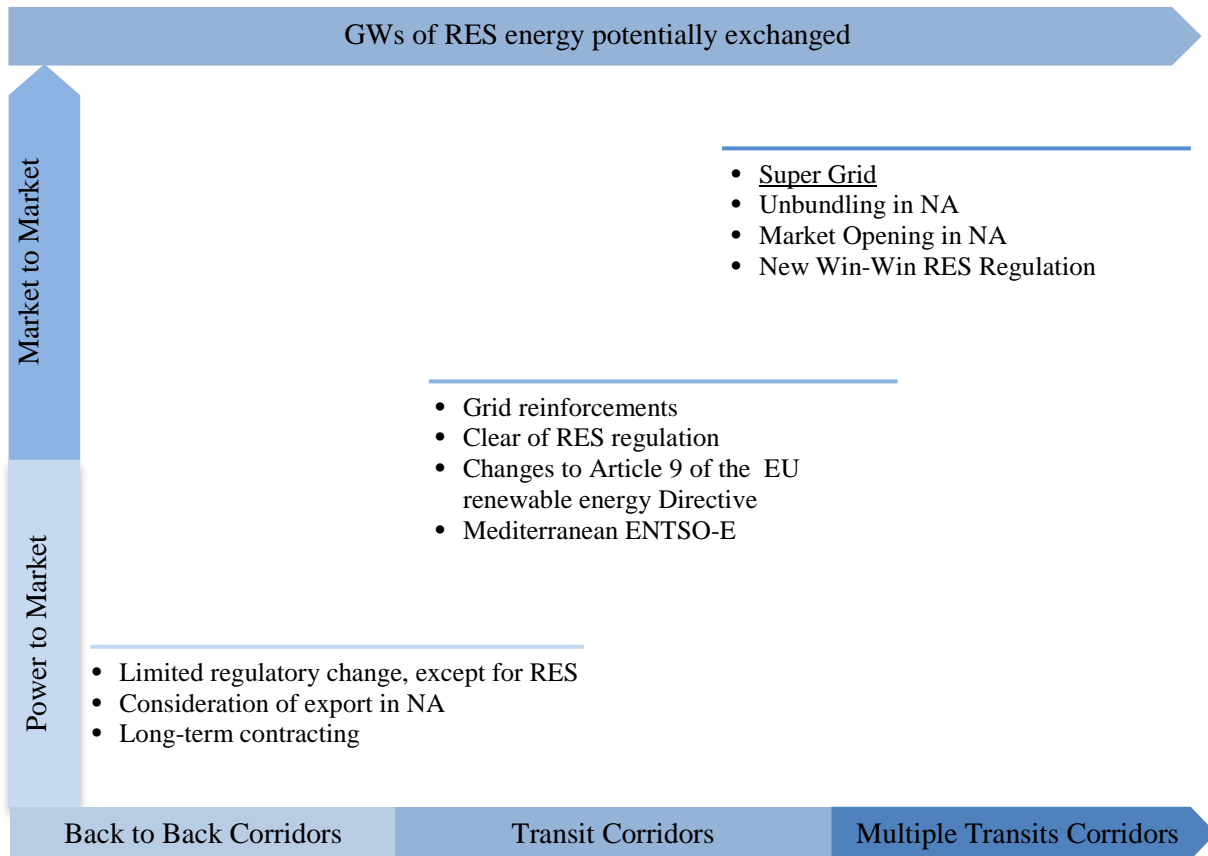 GWs of RES energy potentially exchanged
Market to Market
• Super Grid
• Unbundling in NA
• Market Opening in NA
• New Win-Win RES Regulation
• Grid reinforcements
• Clear of RES regulation
• Changes to Article 9 of the EU
renewable energy Directive
• Mediterranean ENTSO-E
Power to Market
• Limited regulatory change, except for RES
• Consideration of export in NA
• Long-term contracting
Back to Back Corridors
Transit Corridors
Multiple Transits Corridors